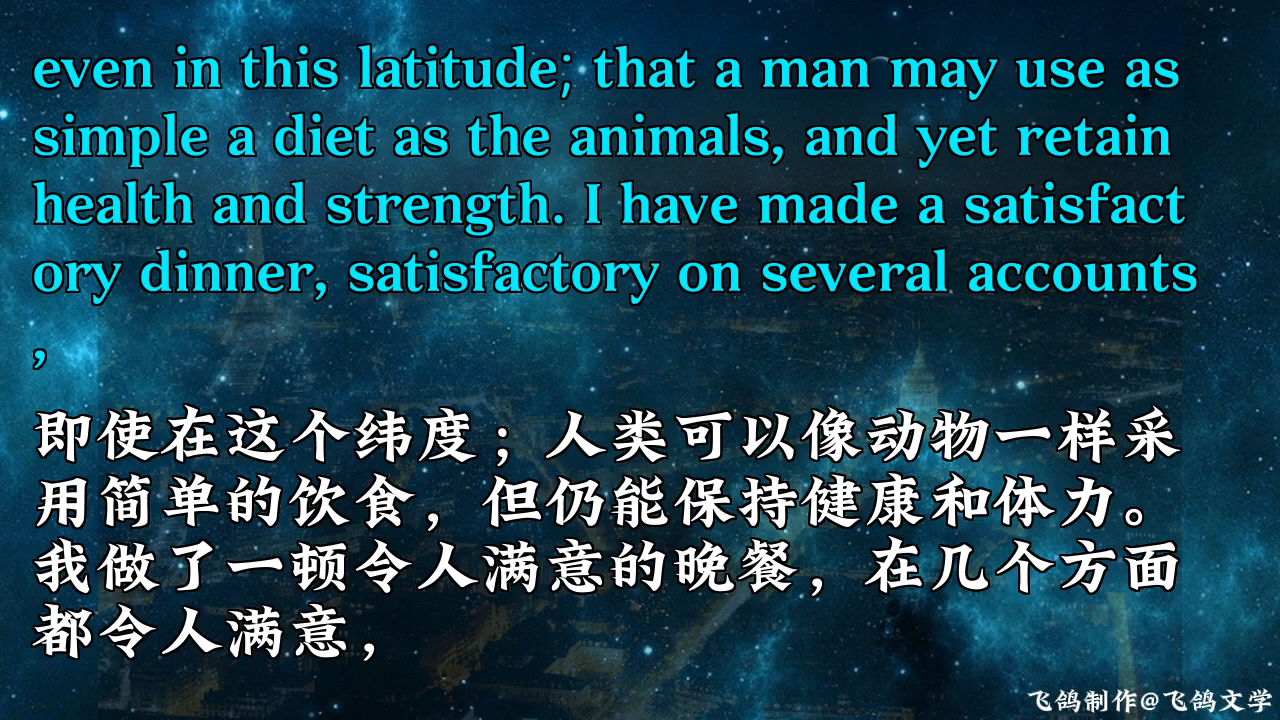 even in this latitude; that a man may use as
simple a diet as the animals, and yet retain
health and strength. I have made a satisfact
ory dinner, satisfactory on several accounts
,
即使在这个纬度；人类可以像动物一样采
用简单的饮食，但仍能保持健康和体力。
我做了一顿令人满意的晚餐，在几个方面
都令人满意，
飞鸽制作@飞鸽文学